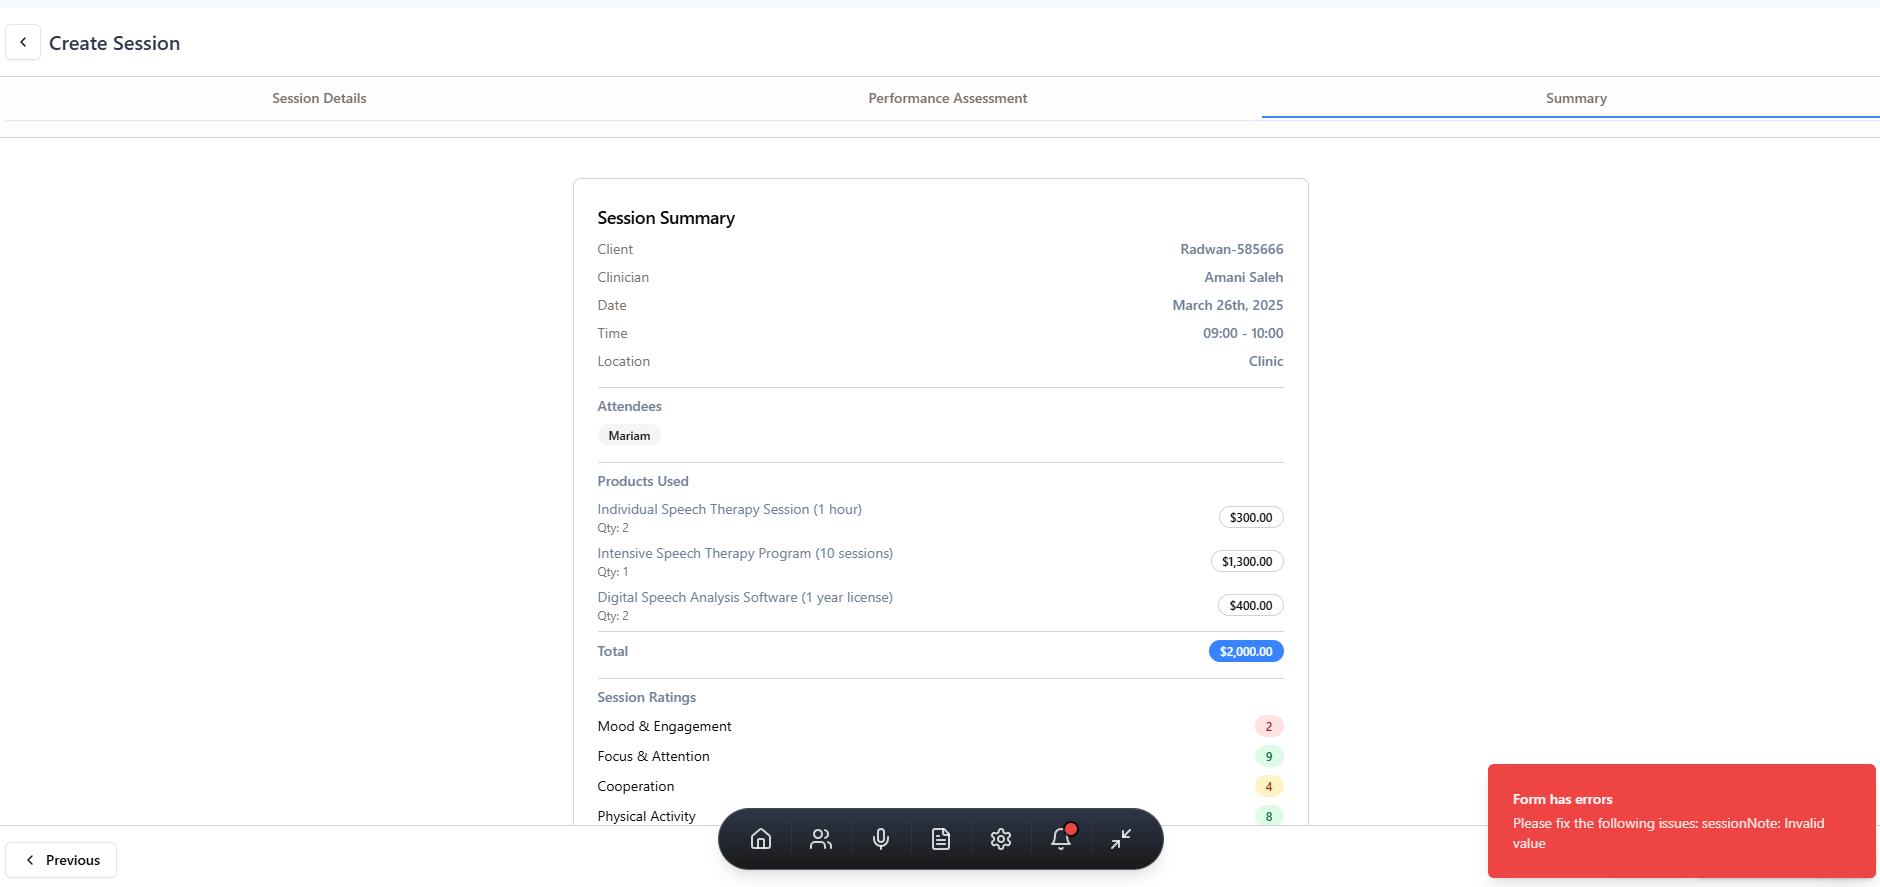 Create Session
Session Details
Performance Assessment
Summary
Session Summary
Client
Radwan-585666
Clinician
Amani Saleh
Date
March 26th, 2025
Time
09:00 - 10:00
Location
Clinic
Attendees
Mariam
Products Used
Individual Speech Therapy Session (1 hour)
Qty: 2
$300.00
Intensive Speech Therapy Program (10 sessions)
Qty: 1
$1,300.00
Digital Speech Analysis Software (1 year license)
Qty: 2
$400.00
Total
$2,000.00
Session Ratings
Mood & Engagement
2
Focus & Attention
9
Cooperation
4
Physical Activity
8
Previous
Form has errors
Please fix the following issues: sessionNote: Invalid
value